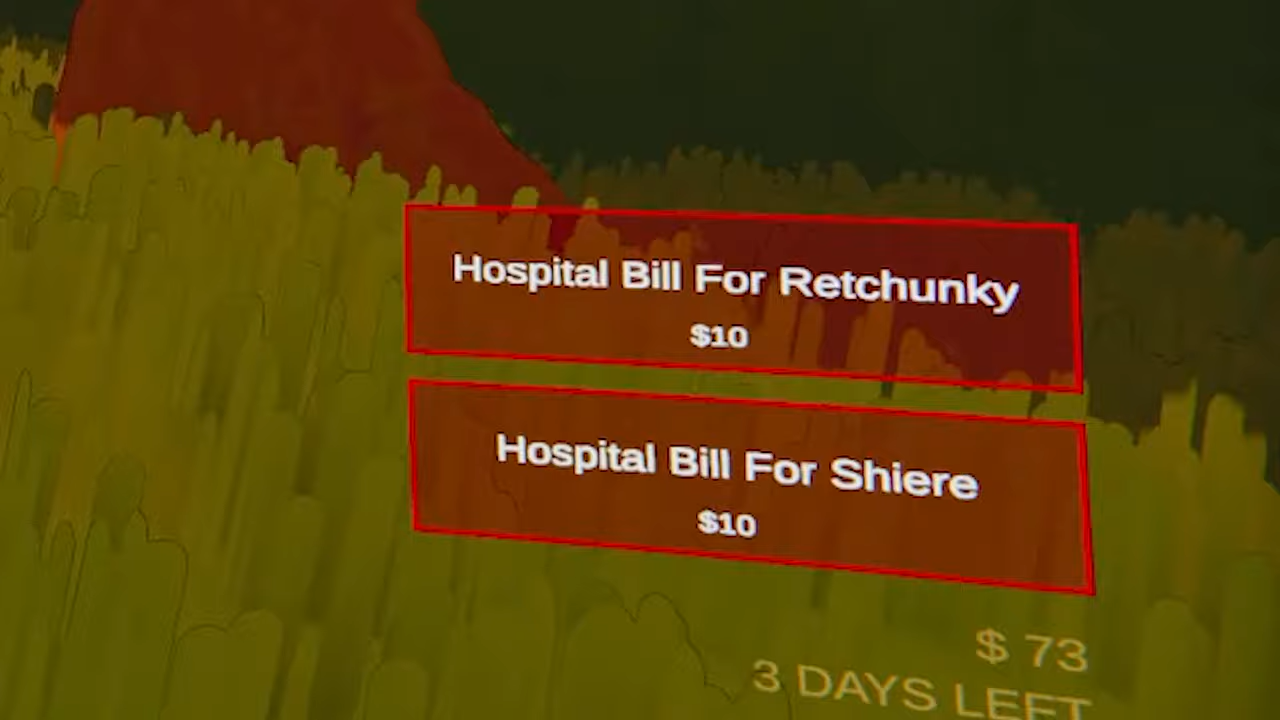 Hospital Bill For Retchunky
$10
Hospital Bill For Shiere
$10
$ 73
3 DAYS LEFT